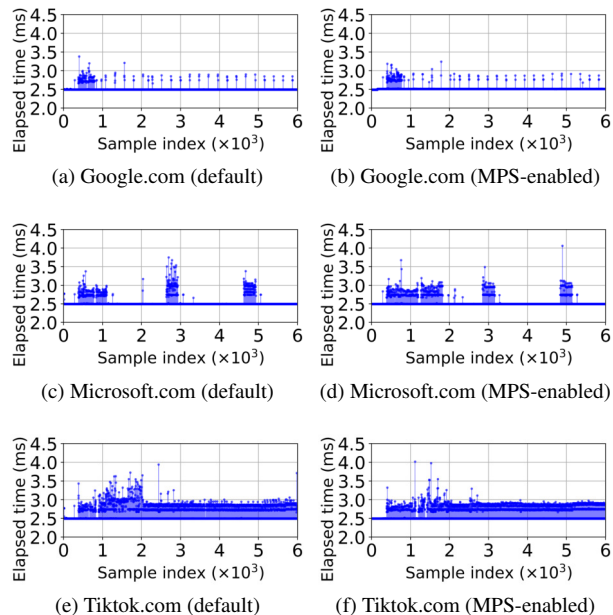 Elapsed time (ms)
4.5
4.0
3.5
3.0
2.5
2.0
0 1 2 3 4 5 6
Sample index (×10³)
(a) Google.com (default)
Elapsed time (ms)
4.5
4.0
3.5
3.0
2.5
2.0
0 1 2 3 4 5 6
Sample index (×10³)
(b) Google.com (MPS-enabled)
Elapsed time (ms)
4.5
4.0
3.5
3.0
2.5
2.0
0 1 2 3 4 5 6
Sample index (×10³)
(c) Microsoft.com (default)
Elapsed time (ms)
4.5
4.0
3.5
3.0
2.5
2.0
0 1 2 3 4 5 6
Sample index (×10³)
(d) Microsoft.com (MPS-enabled)
Elapsed time (ms)
4.5
4.0
3.5
3.0
2.5
2.0
0 1 2 3 4 5 6
Sample index (×10³)
(e) Tiktok.com (default)
Elapsed time (ms)
4.5
4.0
3.5
3.0
2.5
2.0
0 1 2 3 4 5 6
Sample index (×10³)
(f) Tiktok.com (MPS-enabled)